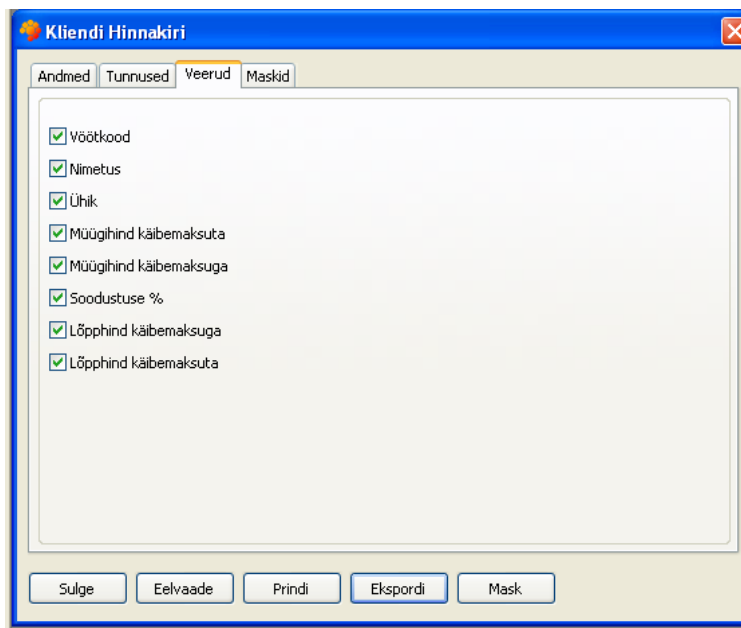 Kliendi Hinnakiri
Andmed Tunnused Veerud Maskid
Vöötkood
Nimetus
Ühik
Müügihind käibemaksuta
Müügihind käibemaksuga
Soodustuse %
Lõpphind käibemaksuga
Lõpphind käibemaksuta
Sulge Eelvaade Prindi Ekspordi Mask